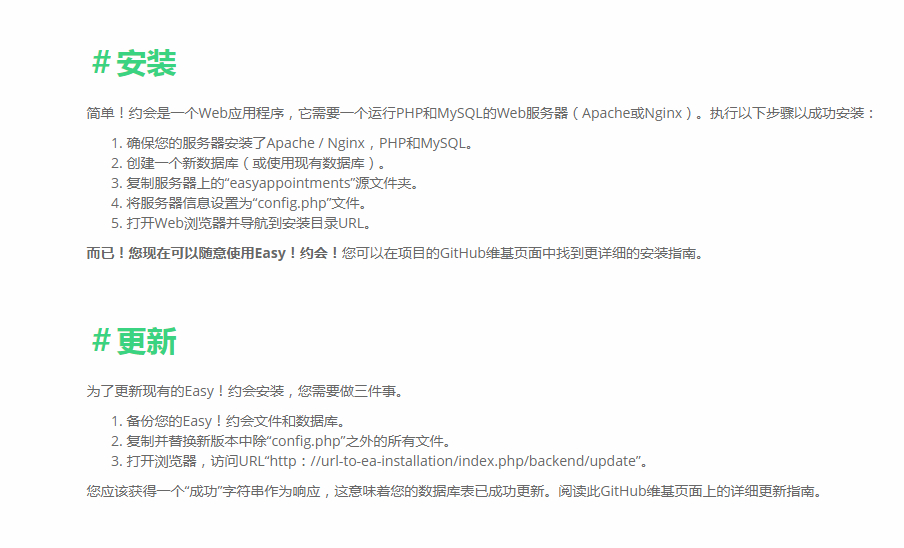 # 安装
简单！约会是一个Web应用程序，它需要一个运行PHP和MySQL的Web服务器（Apache或Nginx）。执行以下步骤以成功安装：
1. 确保您的服务器安装了Apache / Nginx，PHP和MySQL。
2. 创建一个新数据库（或使用现有数据库）。
3. 复制服务器上的“easyappointments”源文件夹。
4. 将服务器信息设置为“config.php”文件。
5. 打开Web浏览器并导航到安装目录URL。
而已！您现在可以随意使用Easy！约会！您可以在项目的GitHub维基页面中找到更详细的安装指南。
# 更新
为了更新现有的Easy！约会安装，您需要做三件事。
1. 备份您的Easy！约会文件和数据库。
2. 复制并替换新版本中除“config.php”之外的所有文件。
3. 打开浏览器，访问URL“http：//url-to-ea-installation/index.php/backend/update”。
您应该获得一个“成功”字符串作为响应，这意味着您的数据库表已成功更新。阅读此GitHub维基页面上的详细更新指南。